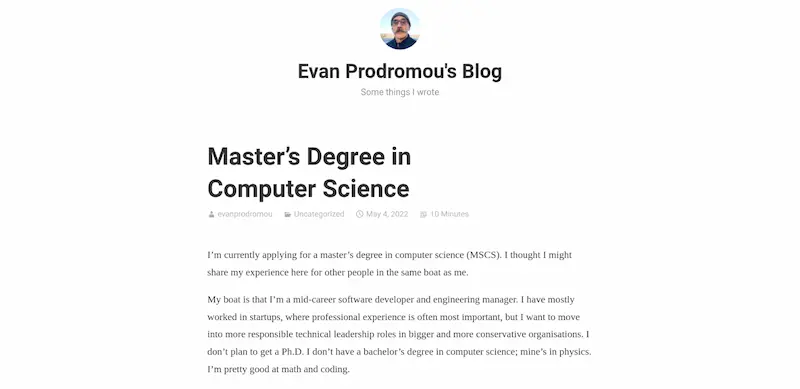 Evan Prodromou's Blog
Some things I wrote
Master’s Degree in
Computer Science
evanprodromou Uncategorized May 4, 2022 10 Minutes
I’m currently applying for a master’s degree in computer science (MSCS). I thought I might
share my experience here for other people in the same boat as me.
My boat is that I’m a mid-career software developer and engineering manager. I have mostly
worked in startups, where professional experience is often most important, but I want to move
into more responsible technical leadership roles in bigger and more conservative organisations. I
don’t plan to get a Ph.D. I don’t have a bachelor’s degree in computer science; mine’s in physics.
I’m pretty good at math and coding.